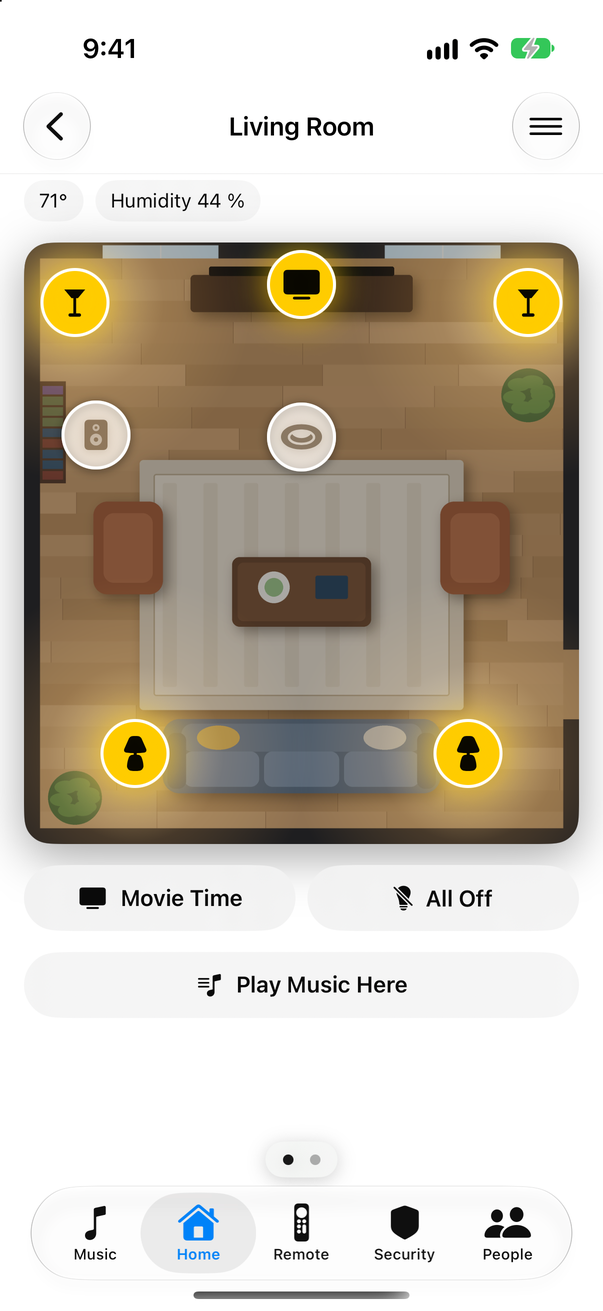 9:41
Living Room
71° Humidity 44 %
Movie Time All Off
Play Music Here
Music Home Remote Security People